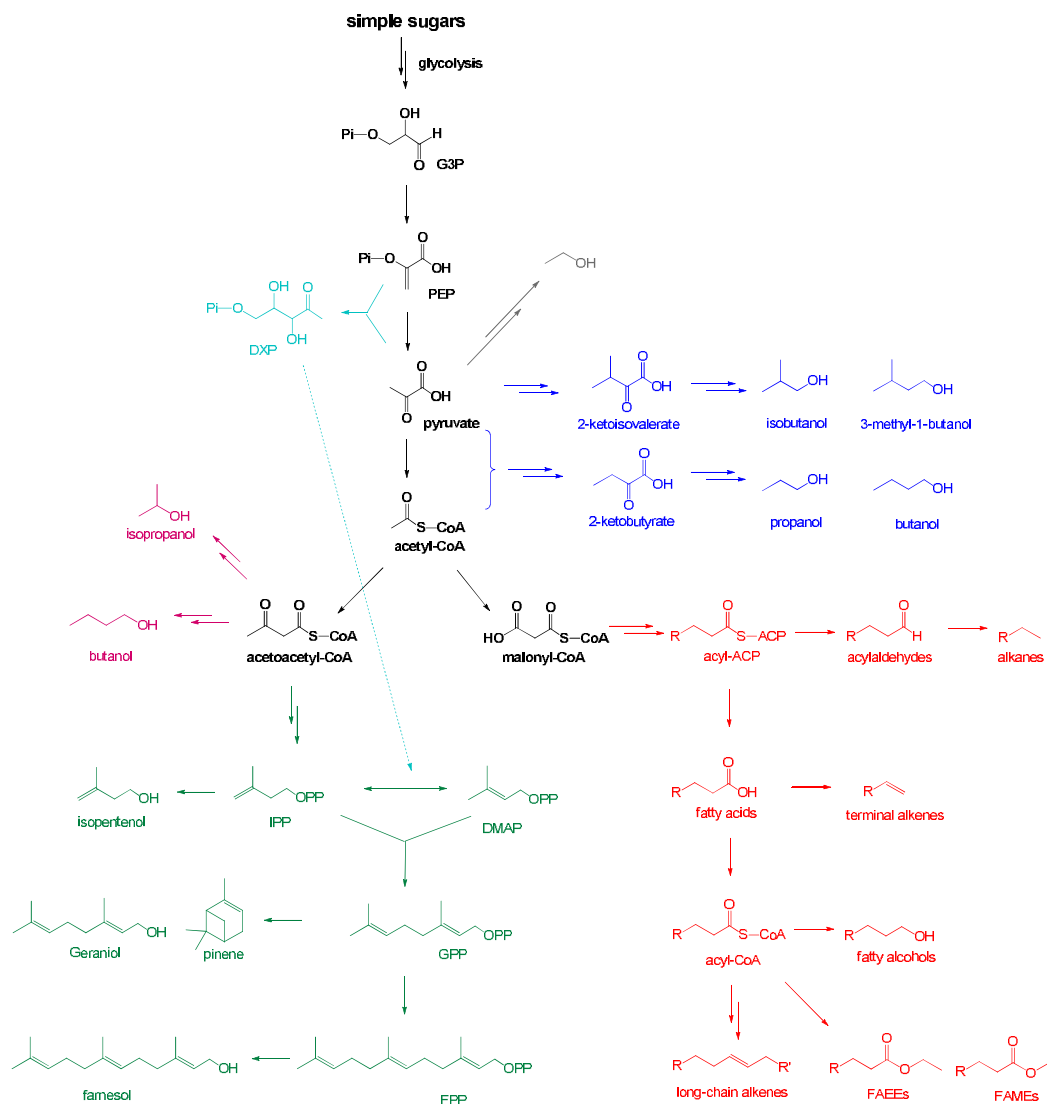 simple sugars
glycolysis
OH
Pi O H
O G3P
O
Pi O OH
PEP
OH
OH O
Pi O
OH
DXP
O
OH
O
pyruvate
O
OH
O
2-ketoisovalerate
OH
isobutanol
OH
3-methyl-1-butanol
O
S CoA
acetyl-CoA
O
OH
O
2-ketobutyrate
OH
propanol
OH
butanol
OH
isopropanol
OH
butanol
O O
S CoA
acetoacetyl-CoA
O O
HO S CoA
malonyl-CoA
O
R S ACP
acyl-ACP
O
R H
acylaldehydes
R
alkanes
OH
isopentenol
OPP
IPP
OPP
DMAP
O
R OH
fatty acids
R
terminal alkenes
OH
Geraniol
pinene
OPP
GPP
O
R S CoA
acyl-CoA
R OH
fatty alcohols
OH
farnesol
OPP
FPP
R R'
long-chain alkenes
O
R O
FAEEs
O
R O
FAMEs